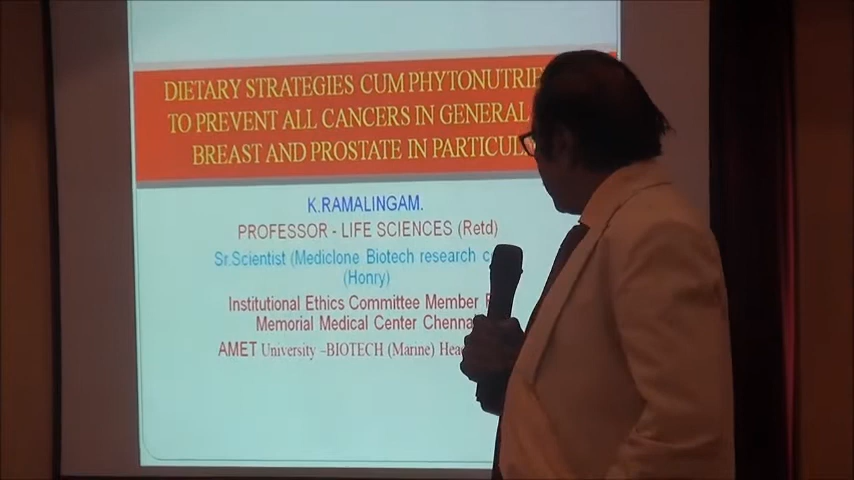 DIETARY STRATEGIES CUM PHYTONUTRIE
TO PREVENT ALL CANCERS IN GENERAL
BREAST AND PROSTATE IN PARTICUL
K.RAMALINGAM.
PROFESSOR - LIFE SCIENCES (Retd)
Sr.Scientist (Mediclone Biotech research c
(Honry)
Institutional Ethics Committee Member
Memorial Medical Center Chenna
AMET University –BIOTECH (Marine) Hea